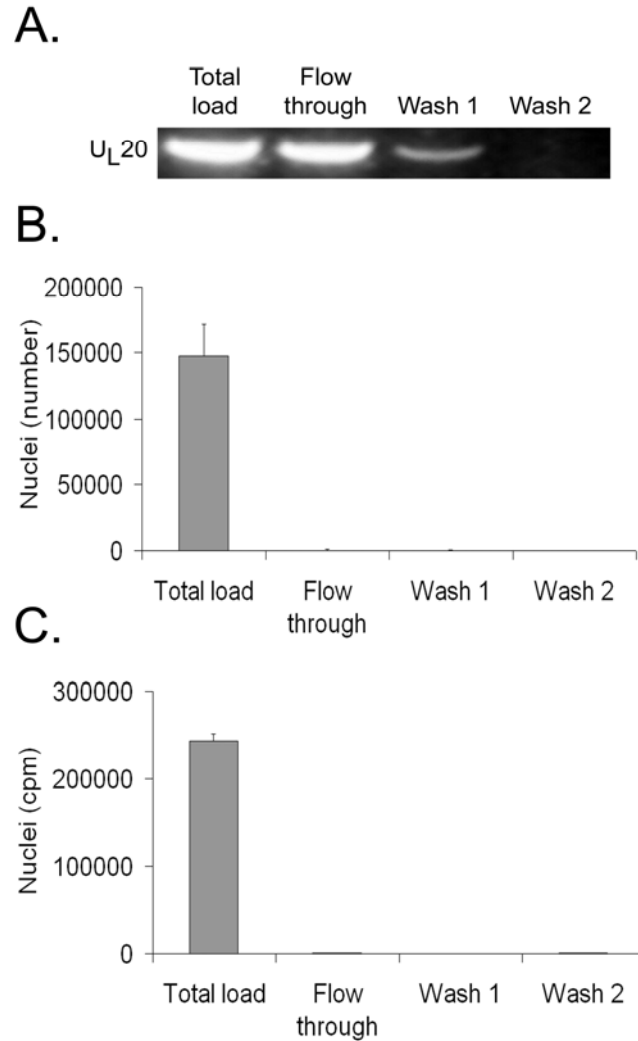 A.
Total load Flow through Wash 1 Wash 2
UL20
B.
Nuclei (number)
200000
150000
100000
50000
0
Total load Flow through Wash 1 Wash 2
C.
Nuclei (cpm)
300000
200000
100000
0
Total load Flow through Wash 1 Wash 2